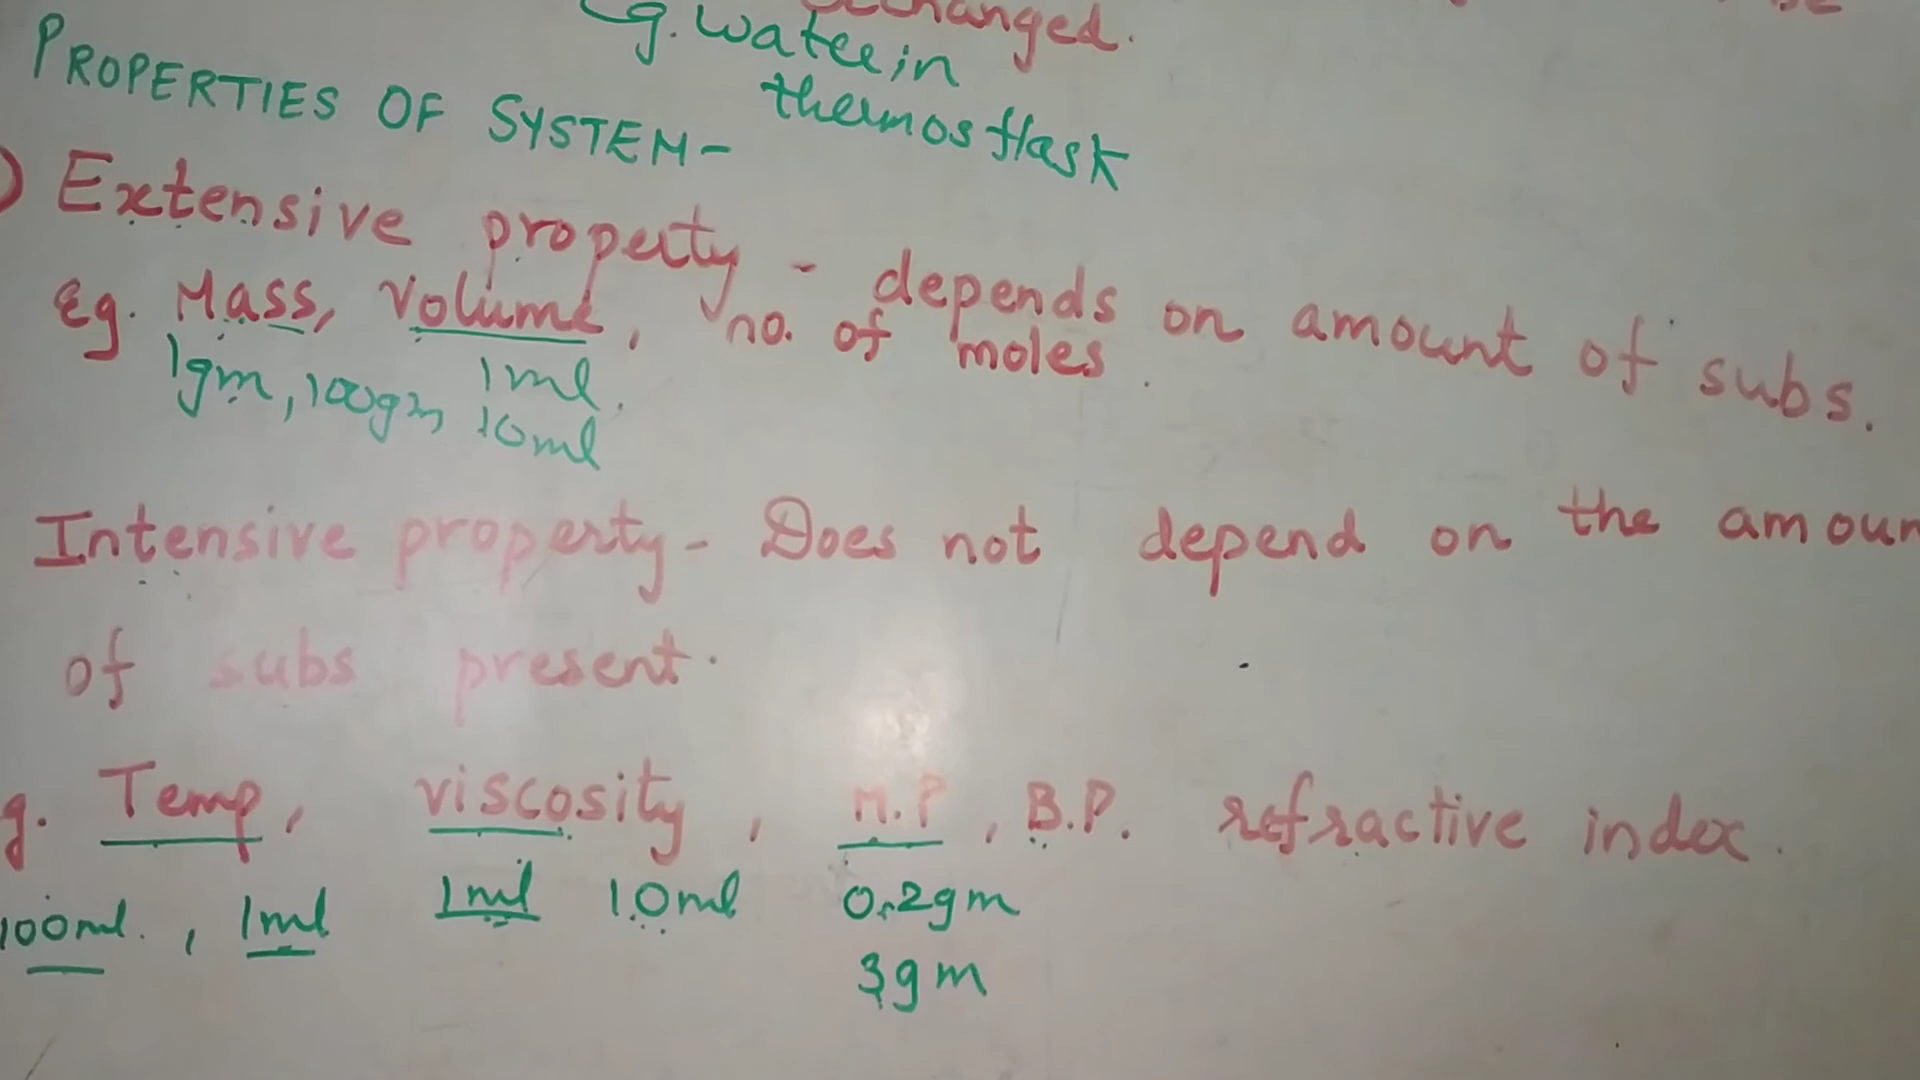 changed.
Eg. water in
thermos flask
PROPERTIES OF SYSTEM-
) Extensive property - depends on amount of subs.
Eg. Mass, Volume, no. of moles.
1gm, 100gm 1ml.
10ml
Intensive property - Does not depend on the amoun
of subs present.
g. Temp, viscosity, M.P, B.P. refractive index.
100ml., 1ml 1ml 10ml 0.2gm
3gm